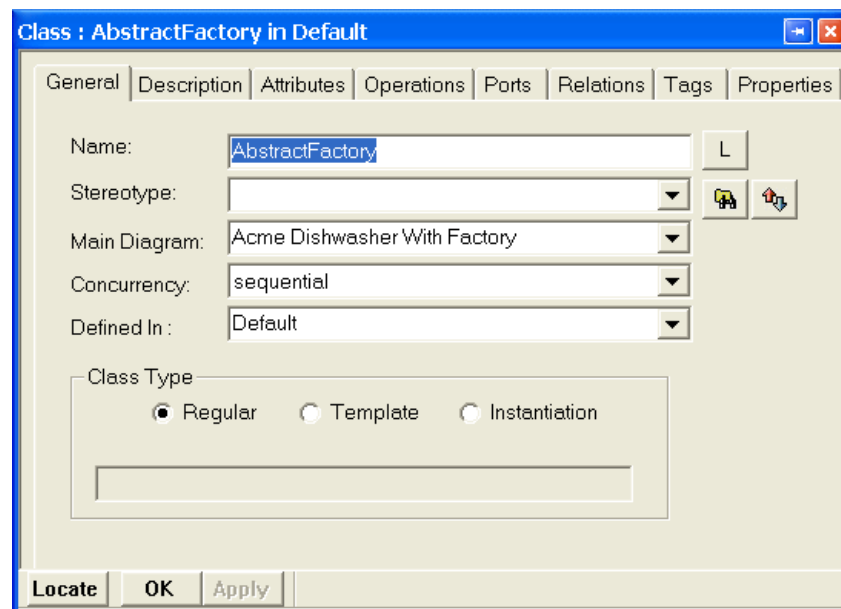 Class : AbstractFactory in Default
General Description Attributes Operations Ports Relations Tags Properties
Name: AbstractFactory L
Stereotype:
Main Diagram: Acme Dishwasher With Factory
Concurrency: sequential
Defined In : Default
Class Type
Regular Template Instantiation
Locate OK Apply